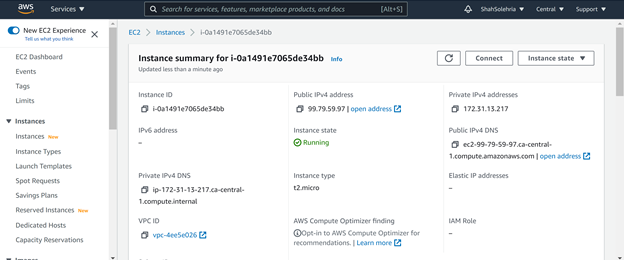 aws
Services ▼
Search for services, features, marketplace products, and docs
[Alt+S]
ShahSolehria ▼
Central ▼
Support ▼
New EC2 Experience
Tell us what you think
EC2 Dashboard
Events
Tags
Limits
Instances
Instances New
Instance Types
Launch Templates
Spot Requests
Savings Plans
Reserved Instances New
Dedicated Hosts
Capacity Reservations
EC2 > Instances > i-0a1491e7065de34bb
Instance summary for i-0a1491e7065de34bb Info
Updated less than a minute ago
Connect
Instance state ▼
Instance ID
i-0a1491e7065de34bb
Public IPv4 address
99.79.59.97 | open address
Private IPv4 addresses
172.31.13.217
IPv6 address
–
Instance state
Running
Public IPv4 DNS
ec2-99-79-59-97.ca-central-
1.compute.amazonaws.com | open address
Private IPv4 DNS
ip-172-31-13-217.ca-central-
1.compute.internal
Instance type
t2.micro
Elastic IP addresses
–
VPC ID
vpc-4ee5e026
AWS Compute Optimizer finding
Opt-in to AWS Compute Optimizer for
recommendations. | Learn more
IAM Role
–